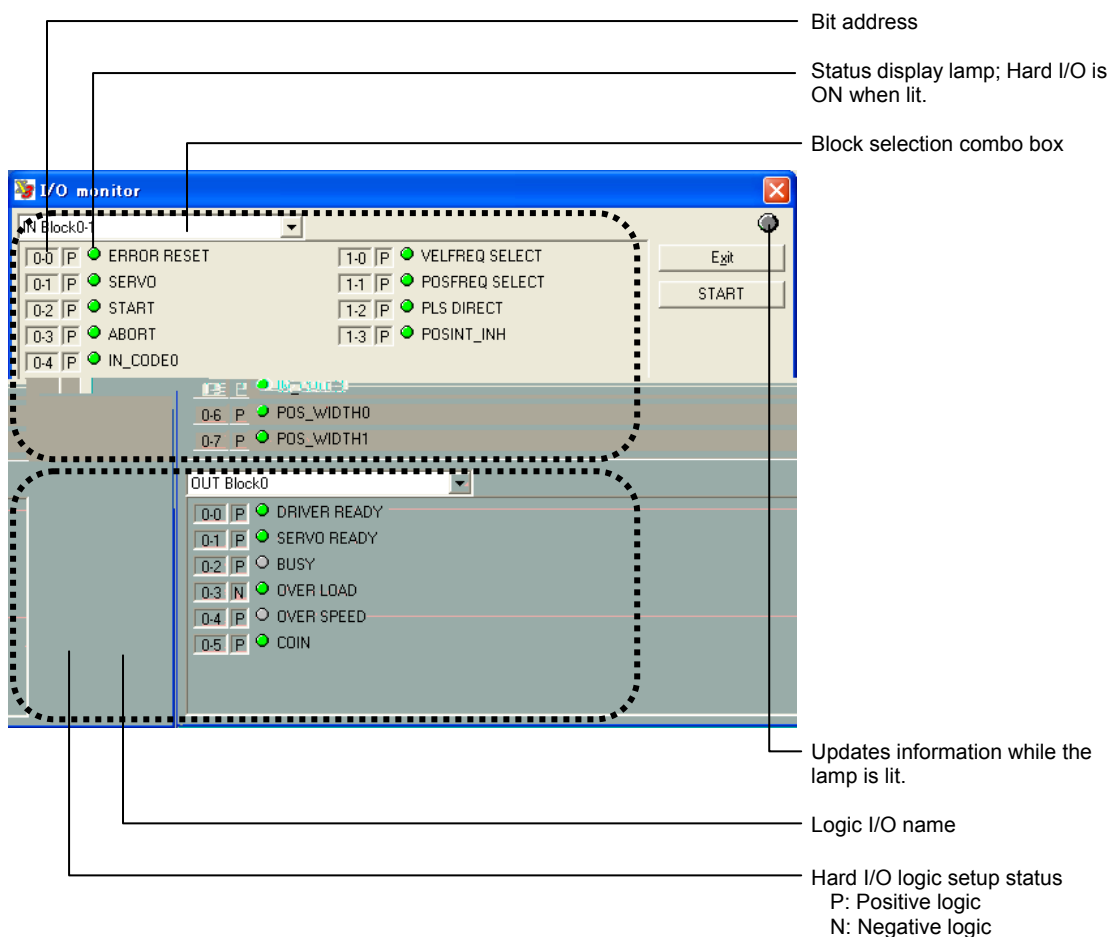 Bit address
Status display lamp; Hard I/O is
ON when lit.
Block selection combo box
I/O monitor
IN Block0-1
0-0 P ERROR RESET 1-0 P VELFREQ SELECT Exit
0-1 P SERVO 1-1 P POSFREQ SELECT START
0-2 P START 1-2 P PLS DIRECT
0-3 P ABORT 1-3 P POSINT_INH
0-4 P IN_CODE0
0-6 P POS_WIDTH0
0-7 P POS_WIDTH1
OUT Block0
0-0 P DRIVER READY
0-1 P SERVO READY
0-2 P BUSY
0-3 N OVER LOAD
0-4 P OVER SPEED
0-5 P COIN
Updates information while the
lamp is lit.
Logic I/O name
Hard I/O logic setup status
P: Positive logic
N: Negative logic